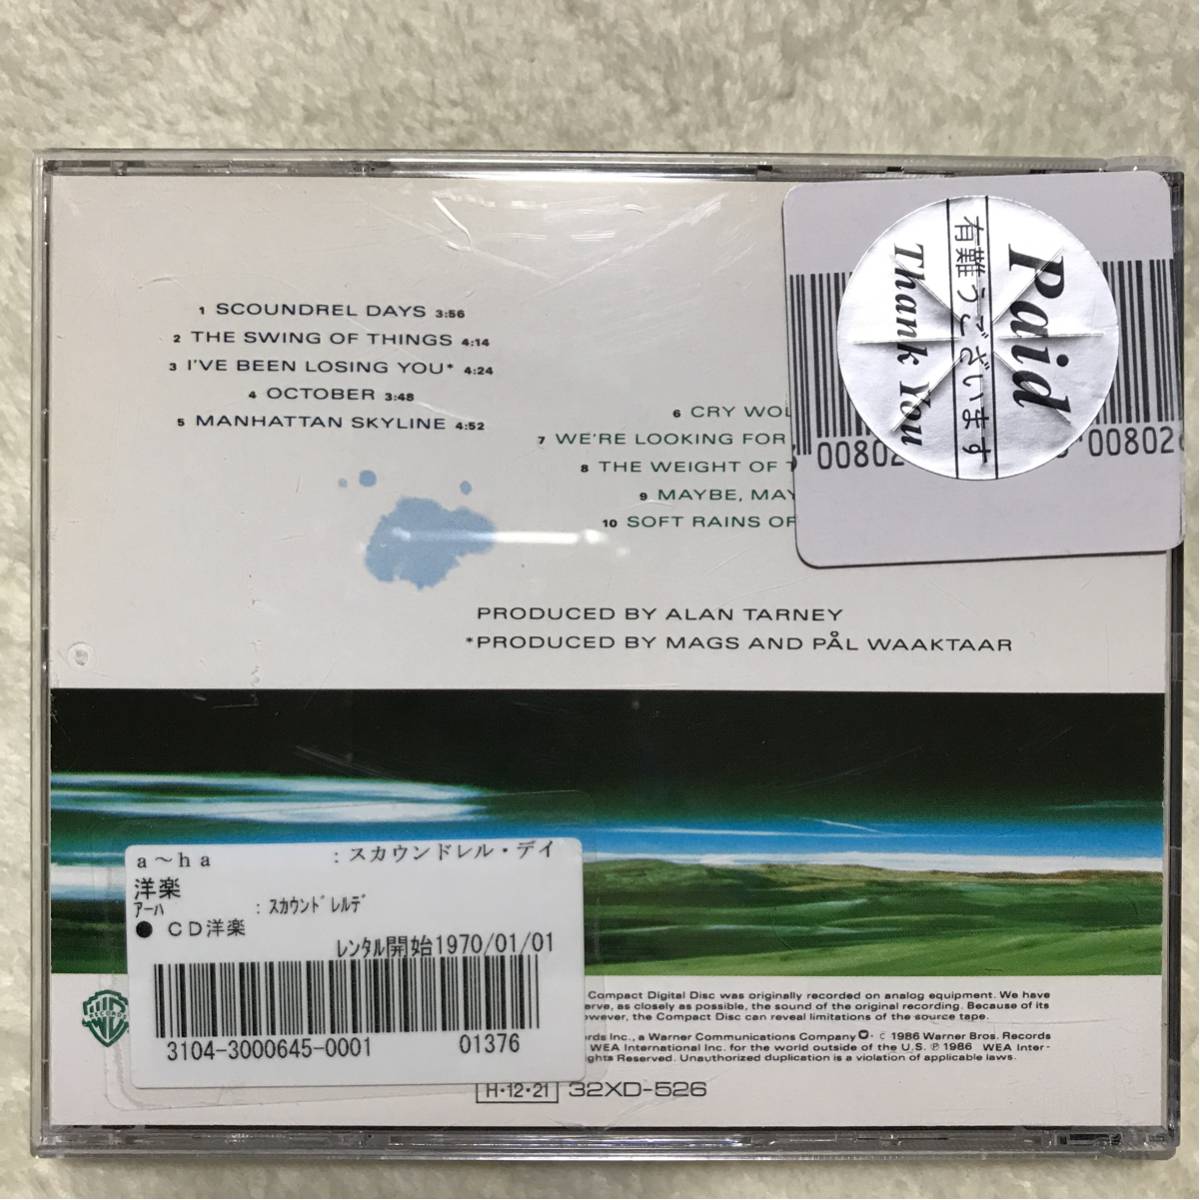 1 SCOUNDREL DAYS 3:56
2 THE SWING OF THINGS 4:14
3 I'VE BEEN LOSING YOU* 4:24
4 OCTOBER 3:48
5 MANHATTAN SKYLINE 4:52
6 CRY WOL
7 WE'RE LOOKING FOR
8 THE WEIGHT OF
9 MAYBE, MAY
10 SOFT RAINS OF
Paid
有難うございます
Thank You
00802
00802
PRODUCED BY ALAN TARNEY
*PRODUCED BY MAGS AND PÅL WAAKTAAR
a～ha :スカウンドレル・デイ
洋楽
アーハ :スカウンドレルデ
● CD洋楽
レンタル開始1970/01/01
3104-3000645-0001 01376
RECORDS
Compact Digital Disc was originally recorded on analog equipment. We have
erve, as closely as possible, the sound of the original recording. Because of its
owever, the Compact Disc can reveal limitations of the source tape.
rds Inc., a Warner Communications Company. © 1986 Warner Bros. Records
WEA International Inc. for the world outside of the U.S. ℗ 1986 WEA Inter-
ights Reserved. Unauthorized duplication is a violation of applicable laws.
H・12・21 32XD-526